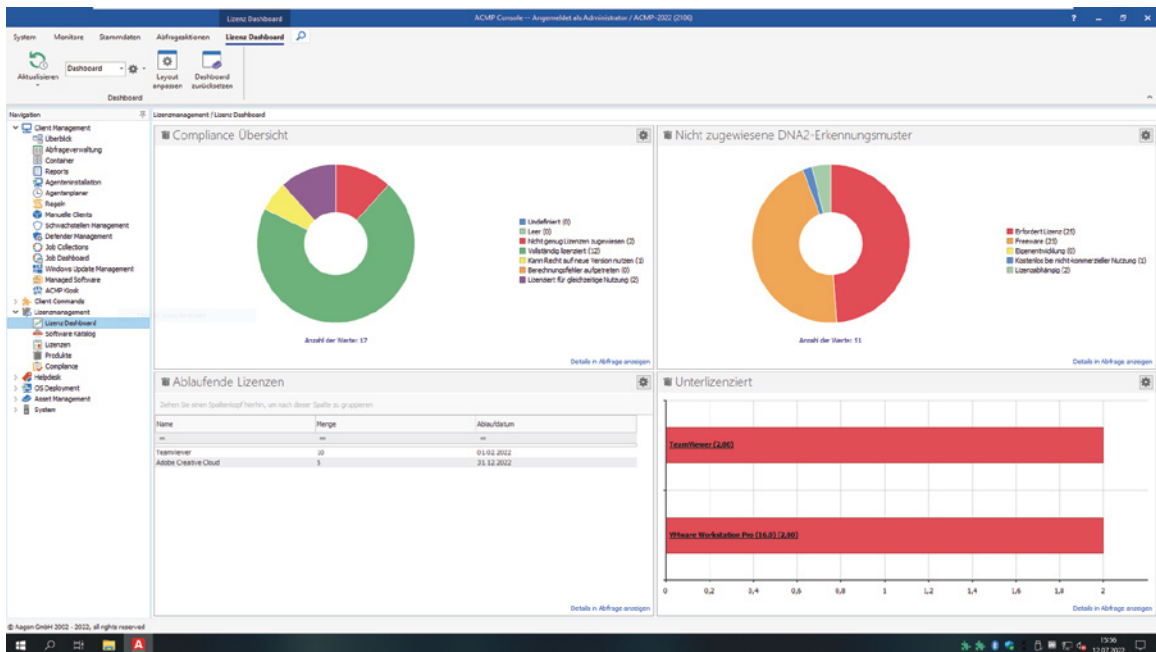 Lizenz Dashboard
ACMP Console -- Angemeldet als Administrator / ACMP-2022 (2106)
System Monitore Stammdaten Abfrageaktionen Lizenz Dashboard
Aktualisieren
Dashboard
Layout anpassen
Dashboard zurücksetzen
Dashboard
Navigation
Lizenzmanagement / Lizenz Dashboard
Client Management
Überblick
Abfrageverwaltung
Container
Reports
Agenteninstallation
Agentenplaner
Regeln
Manuelle Clients
Schwachstellen Management
Defender Management
Job Collections
Job Dashboard
Windows Update Management
Managed Software
ACMP Kiosk
Client Commands
Lizenzmanagement
Lizenz Dashboard
Software Katalog
Lizenzen
Produkte
Compliance
Helpdesk
OS Deployment
Asset Management
System
Compliance Übersicht
Undefiniert (0)
Leer (0)
Nicht genug Lizenzen zugewiesen (2)
Vollständig lizenziert (12)
Kann Recht auf neue Version nutzen (1)
Berechnungsfehler aufgetreten (0)
Lizenziert für gleichzeitige Nutzung (2)
Anzahl der Werte: 17
Details in Abfrage anzeigen
Nicht zugewiesene DNA2-Erkennungsmuster
Erfordert Lizenz (25)
Freeware (23)
Eigenentwicklung (0)
Kostenlos bei nicht kommerzieller Nutzung (1)
Lizenzabhängig (2)
Anzahl der Werte: 51
Details in Abfrage anzeigen
Ablaufende Lizenzen
Ziehen Sie einen Spaltenkopf hierhin, um nach dieser Spalte zu gruppieren
Name Menge Ablaufdatum
= = =
TeamViewer 10 01.02.2022
Adobe Creative Cloud 5 31.12.2022
Details in Abfrage anzeigen
Unterlizenziert
TeamViewer (2,00)
VMware Workstation Pro (16.0) (2,00)
0 0,2 0,4 0,6 0,8 1 1,2 1,4 1,6 1,8 2
Details in Abfrage anzeigen
© Aagon GmbH 2002 - 2022, all rights reserved
15:56
12.07.2022